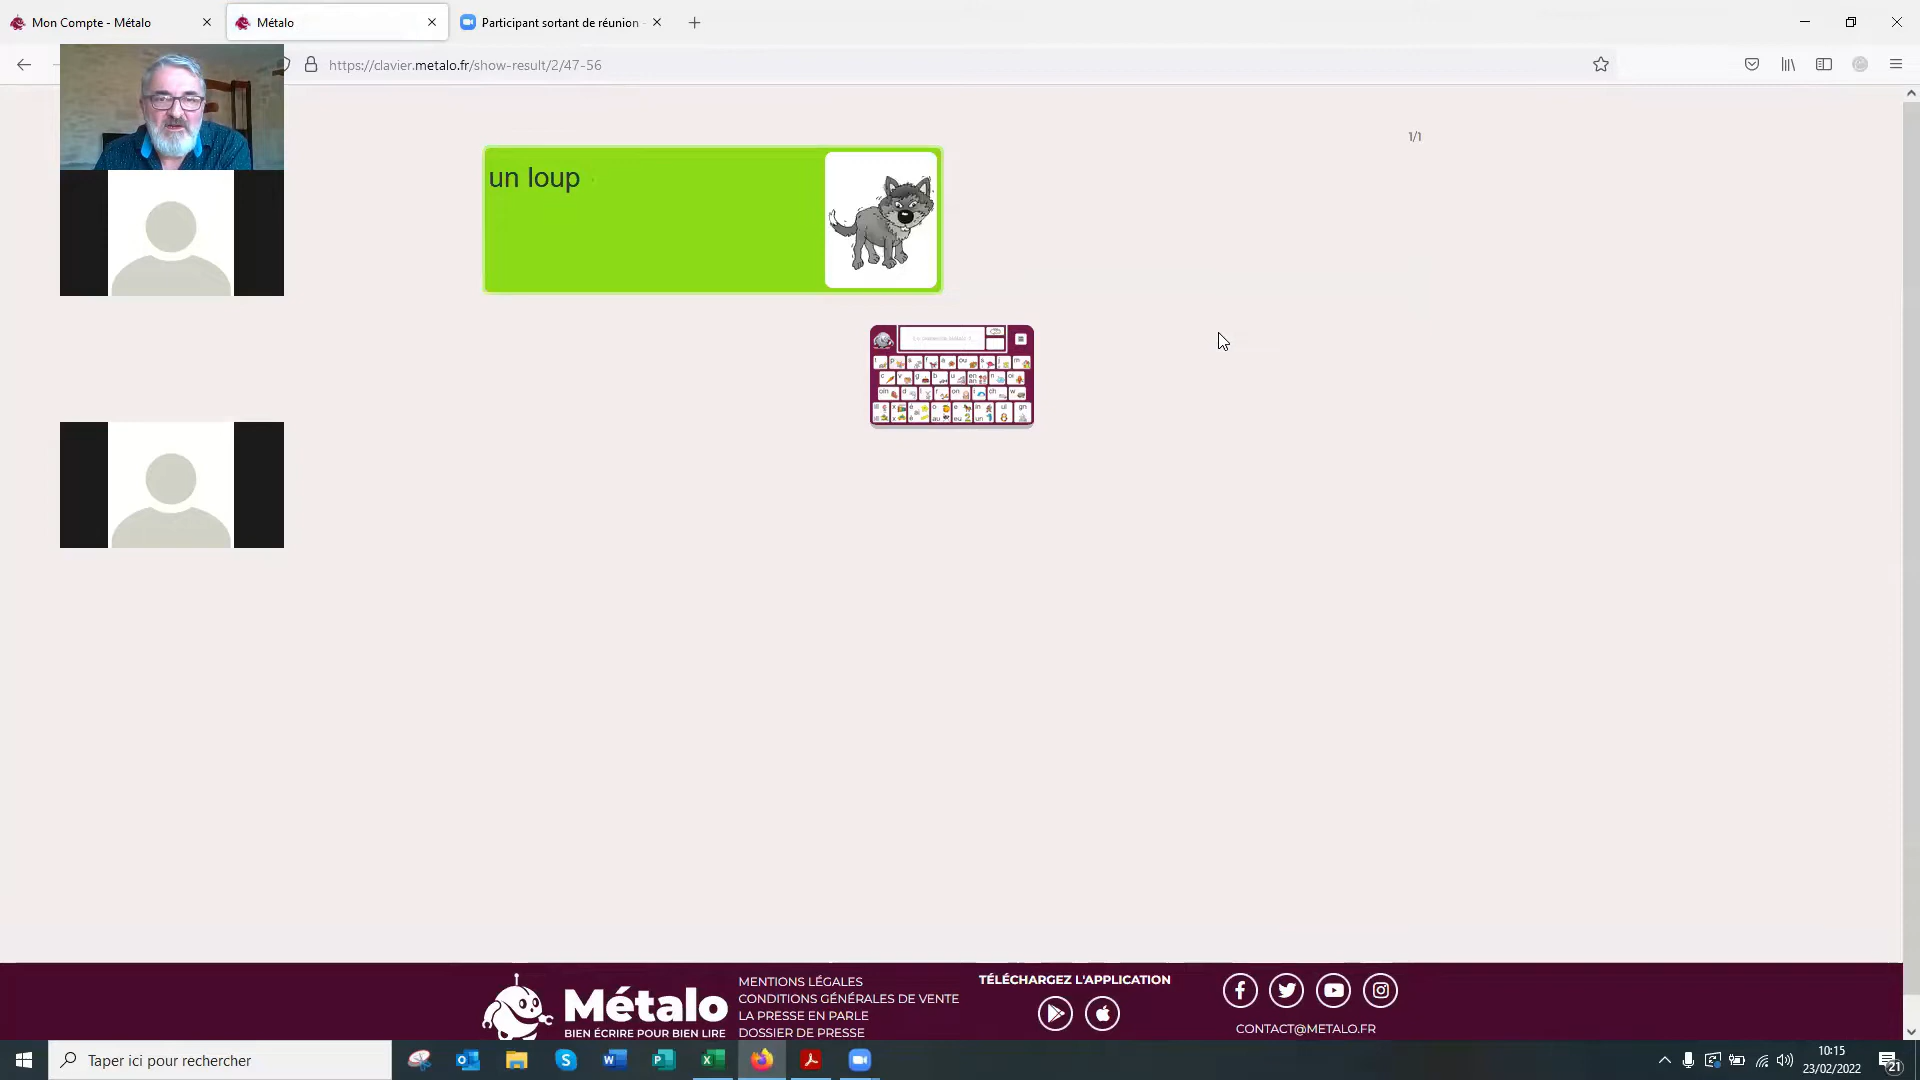 Mon Compte - Métalo
Métalo
Participant sortant de réunion -
https://clavier.metalo.fr/show-result/2/47-56
1/1
un loup
Métalo
BIEN ÉCRIRE POUR BIEN LIRE
MENTIONS LÉGALES
CONDITIONS GÉNÉRALES DE VENTE
LA PRESSE EN PARLE
DOSSIER DE PRESSE
TÉLÉCHARGEZ L'APPLICATION
CONTACT@METALO.FR
Taper ici pour rechercher
10:15
23/02/2022
21